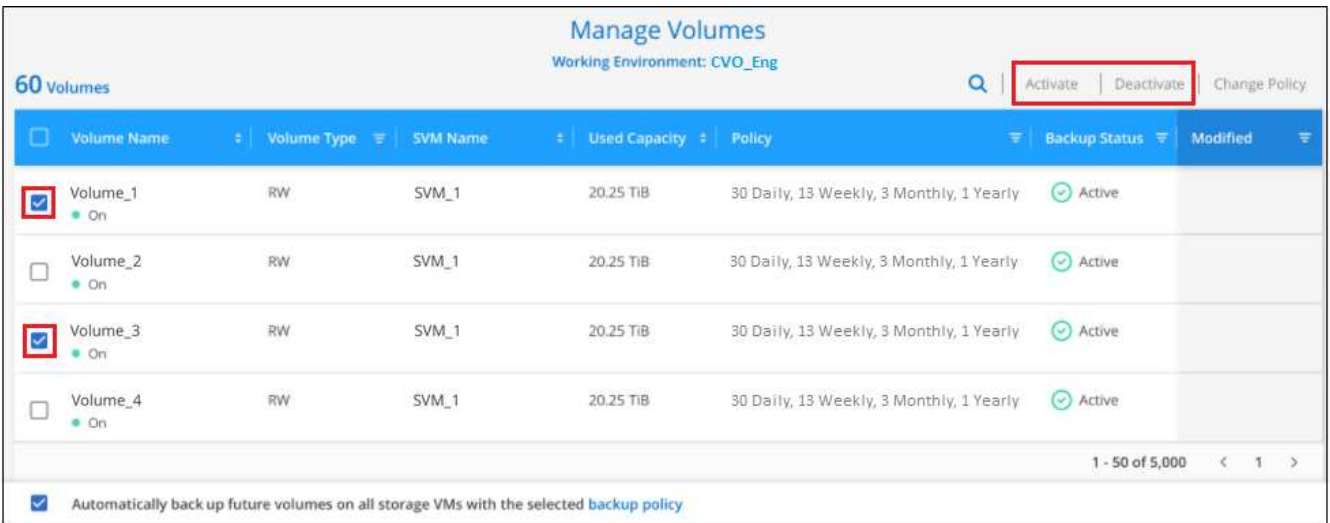 Manage Volumes
Working Environment: CVO_Eng
60 Volumes
Activate | Deactivate | Change Policy
Volume Name Volume Type SVM Name Used Capacity Policy Backup Status Modified
Volume_1 RW SVM_1 20.25 TiB 30 Daily, 13 Weekly, 3 Monthly, 1 Yearly Active
On
Volume_2 RW SVM_1 20.25 TiB 30 Daily, 13 Weekly, 3 Monthly, 1 Yearly Active
On
Volume_3 RW SVM_1 20.25 TiB 30 Daily, 13 Weekly, 3 Monthly, 1 Yearly Active
On
Volume_4 RW SVM_1 20.25 TiB 30 Daily, 13 Weekly, 3 Monthly, 1 Yearly Active
On
1 - 50 of 5,000 < 1 >
Automatically back up future volumes on all storage VMs with the selected backup policy